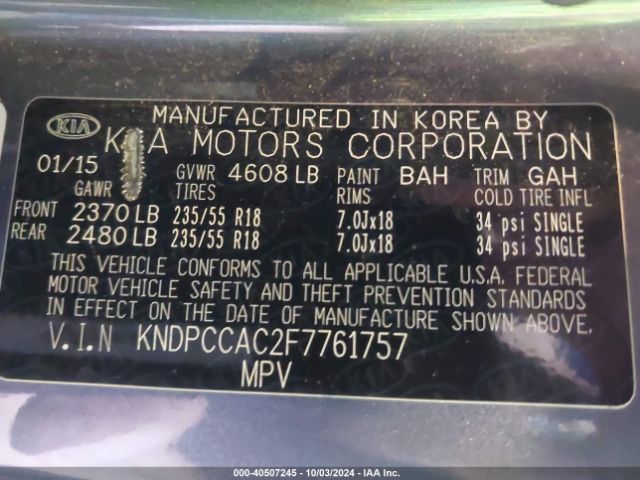 MANUFACTURED IN KOREA BY
KIA KIA MOTORS CORPORATION
01/15 GVWR 4608 LB PAINT BAH TRIM GAH
GAWR TIRES RIMS COLD TIRE INFL
FRONT 2370 LB 235/55 R18 7.0Jx18 34 psi SINGLE
REAR 2480 LB 235/55 R18 7.0Jx18 34 psi SINGLE
THIS VEHICLE CONFORMS TO ALL APPLICABLE U.S.A. FEDERAL
MOTOR VEHICLE SAFETY AND THEFT PREVENTION STANDARDS
IN EFFECT ON THE DATE OF MANUFACTURE SHOWN ABOVE.
V.I.N KNDPCCAC2F7761757
MPV
000-40507245 - 10/03/2024 - IAA Inc.